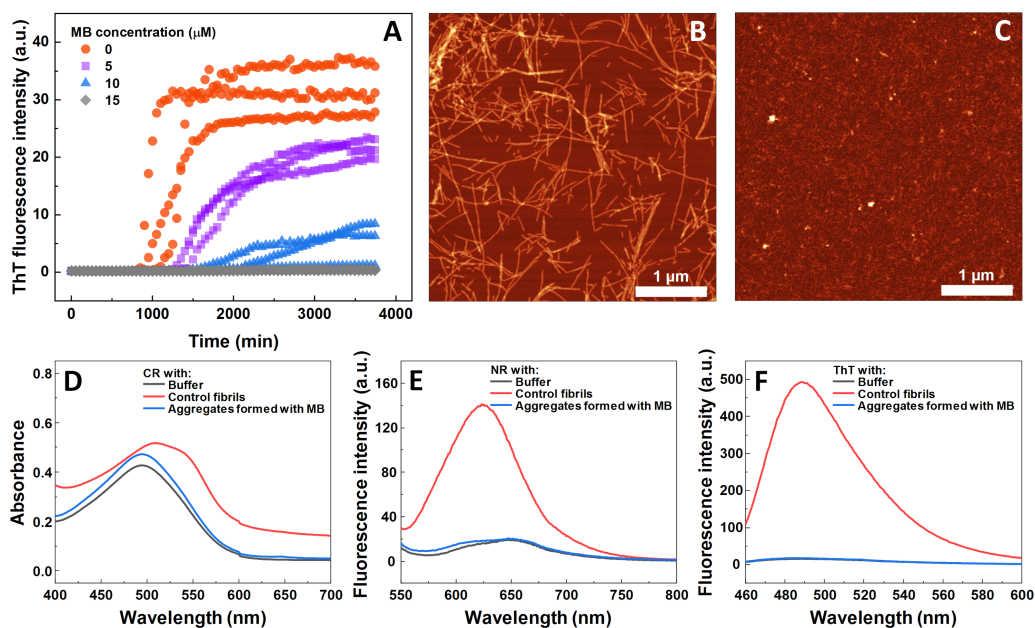 A
MB concentration (µM)
0
5
10
15
ThT fluorescence intensity (a.u.)
40
30
20
10
0
0 1000 2000 3000 4000
Time (min)
B
1 µm
C
1 µm
D
CR with:
Buffer
Control fibrils
Aggregates formed with MB
Absorbance
0.8
0.6
0.4
0.2
0.0
400 450 500 550 600 650 700
Wavelength (nm)
E
NR with:
Buffer
Control fibrils
Aggregates formed with MB
Fluorescence intensity (a.u.)
160
120
80
40
0
550 600 650 700 750 800
Wavelength (nm)
F
ThT with:
Buffer
Control fibrils
Aggregates formed with MB
Fluorescence intensity (a.u.)
500
400
300
200
100
0
460 480 500 520 540 560 580 600
Wavelength (nm)